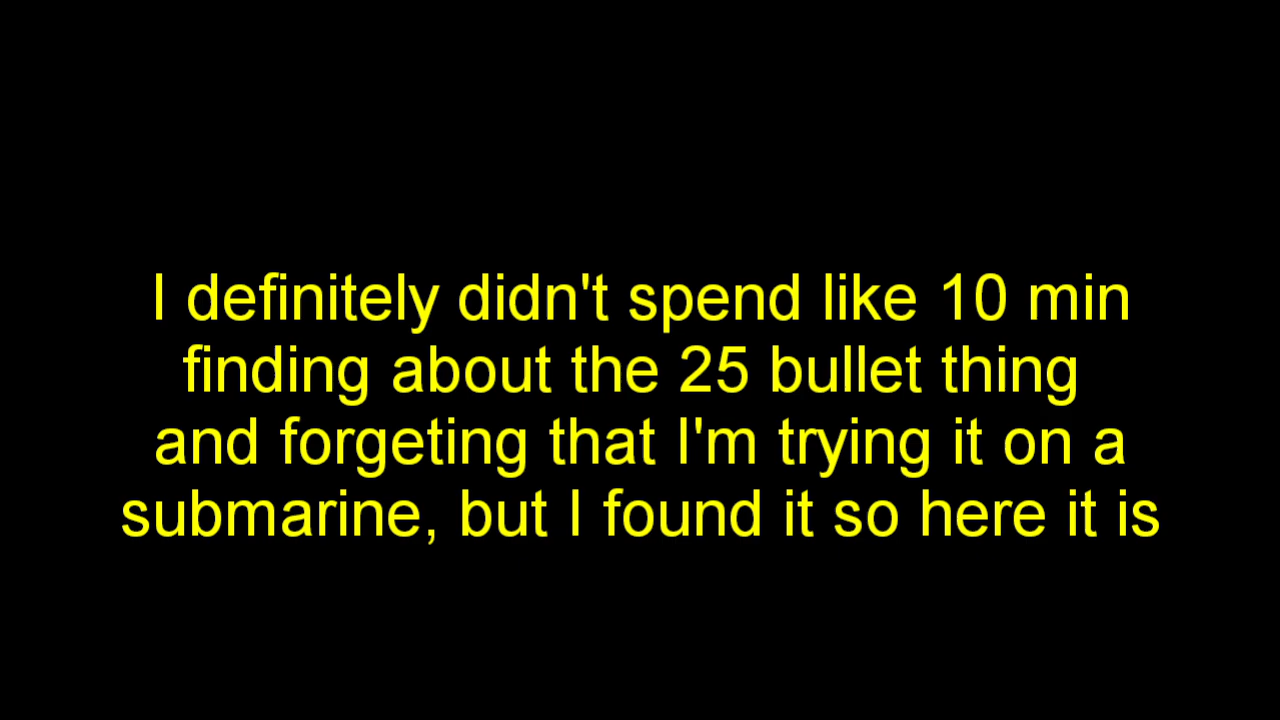 I definitely didn't spend like 10 min
finding about the 25 bullet thing
and forgeting that I'm trying it on a
submarine, but I found it so here it is